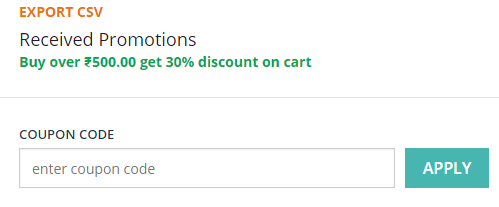 EXPORT CSV
Received Promotions
Buy over ₹500.00 get 30% discount on cart
COUPON CODE
enter coupon code
APPLY